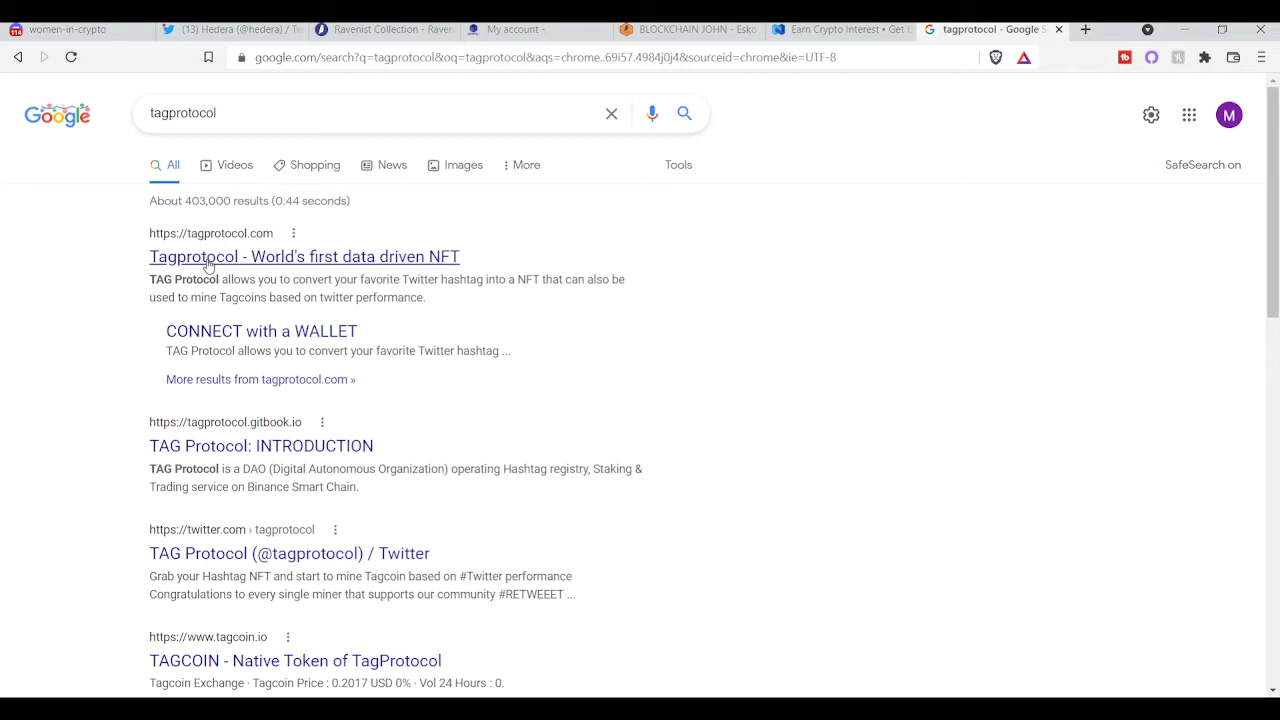 114
women-in-crypto
(13) Hedera (@hedera) / Tw
Ravenist Collection - Raven
My account -
BLOCKCHAIN JOHN - Esko
Earn Crypto Interest • Get L
tagprotocol - Google S
google.com/search?q=tagprotocol&oq=tagprotocol&aqs=chrome..69i57.4984j0j4&sourceid=chrome&ie=UTF-8
Google
tagprotocol
M
All
Videos
Shopping
News
Images
More
Tools
SafeSearch on
About 403,000 results (0.44 seconds)
https://tagprotocol.com
Tagprotocol - World's first data driven NFT
TAG Protocol allows you to convert your favorite Twitter hashtag into a NFT that can also be
used to mine Tagcoins based on twitter performance.
CONNECT with a WALLET
TAG Protocol allows you to convert your favorite Twitter hashtag ...
More results from tagprotocol.com »
https://tagprotocol.gitbook.io
TAG Protocol: INTRODUCTION
TAG Protocol is a DAO (Digital Autonomous Organization) operating Hashtag registry, Staking &
Trading service on Binance Smart Chain.
https://twitter.com › tagprotocol
TAG Protocol (@tagprotocol) / Twitter
Grab your Hashtag NFT and start to mine Tagcoin based on #Twitter performance
Congratulations to every single miner that supports our community #RETWEEET ...
https://www.tagcoin.io
TAGCOIN - Native Token of TagProtocol
Tagcoin Exchange · Tagcoin Price : 0.2017 USD 0% · Vol 24 Hours : 0.